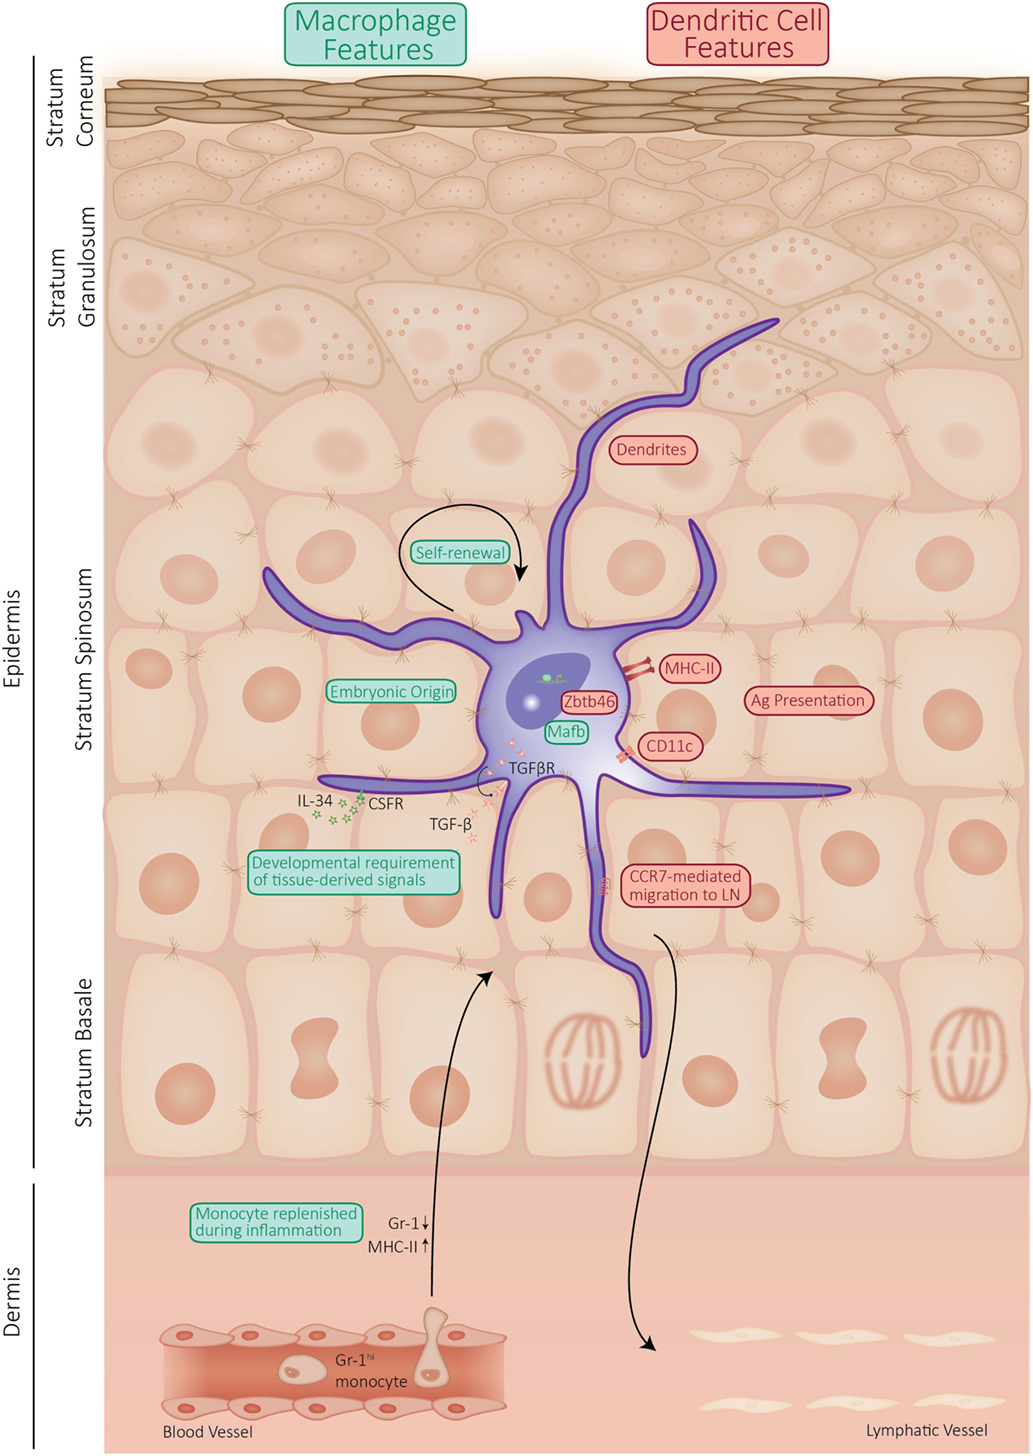 Macrophage
Features
Dendritic Cell
Features
Stratum
Corneum
Stratum
Granulosum
Dendrites
Self-renewal
Epidermis
Stratum Spinosum
MHC-II
Embryonic Origin
Zbtb46
Ag Presentation
Mafb
CD11c
TGFβR
IL-34
CSFR
TGF-β
Developmental requirement
of tissue-derived signals
CCR7-mediated
migration to LN
Stratum Basale
Monocyte replenished
during inflammation
Gr-1↓
MHC-II↑
Dermis
Gr-1hi
monocyte
Blood Vessel
Lymphatic Vessel